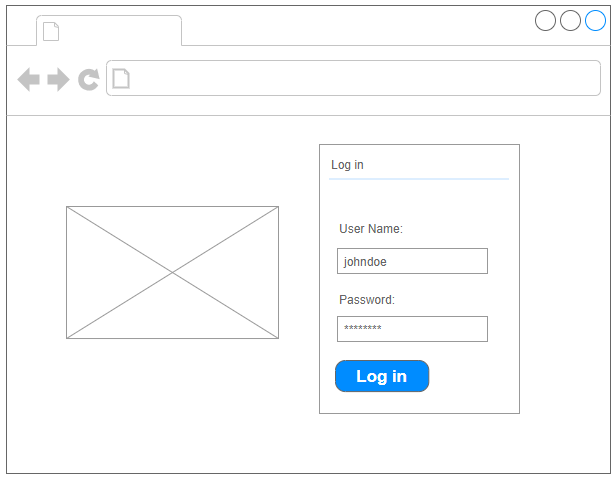 Log in
User Name:
johndoe
Password:
********
Log in